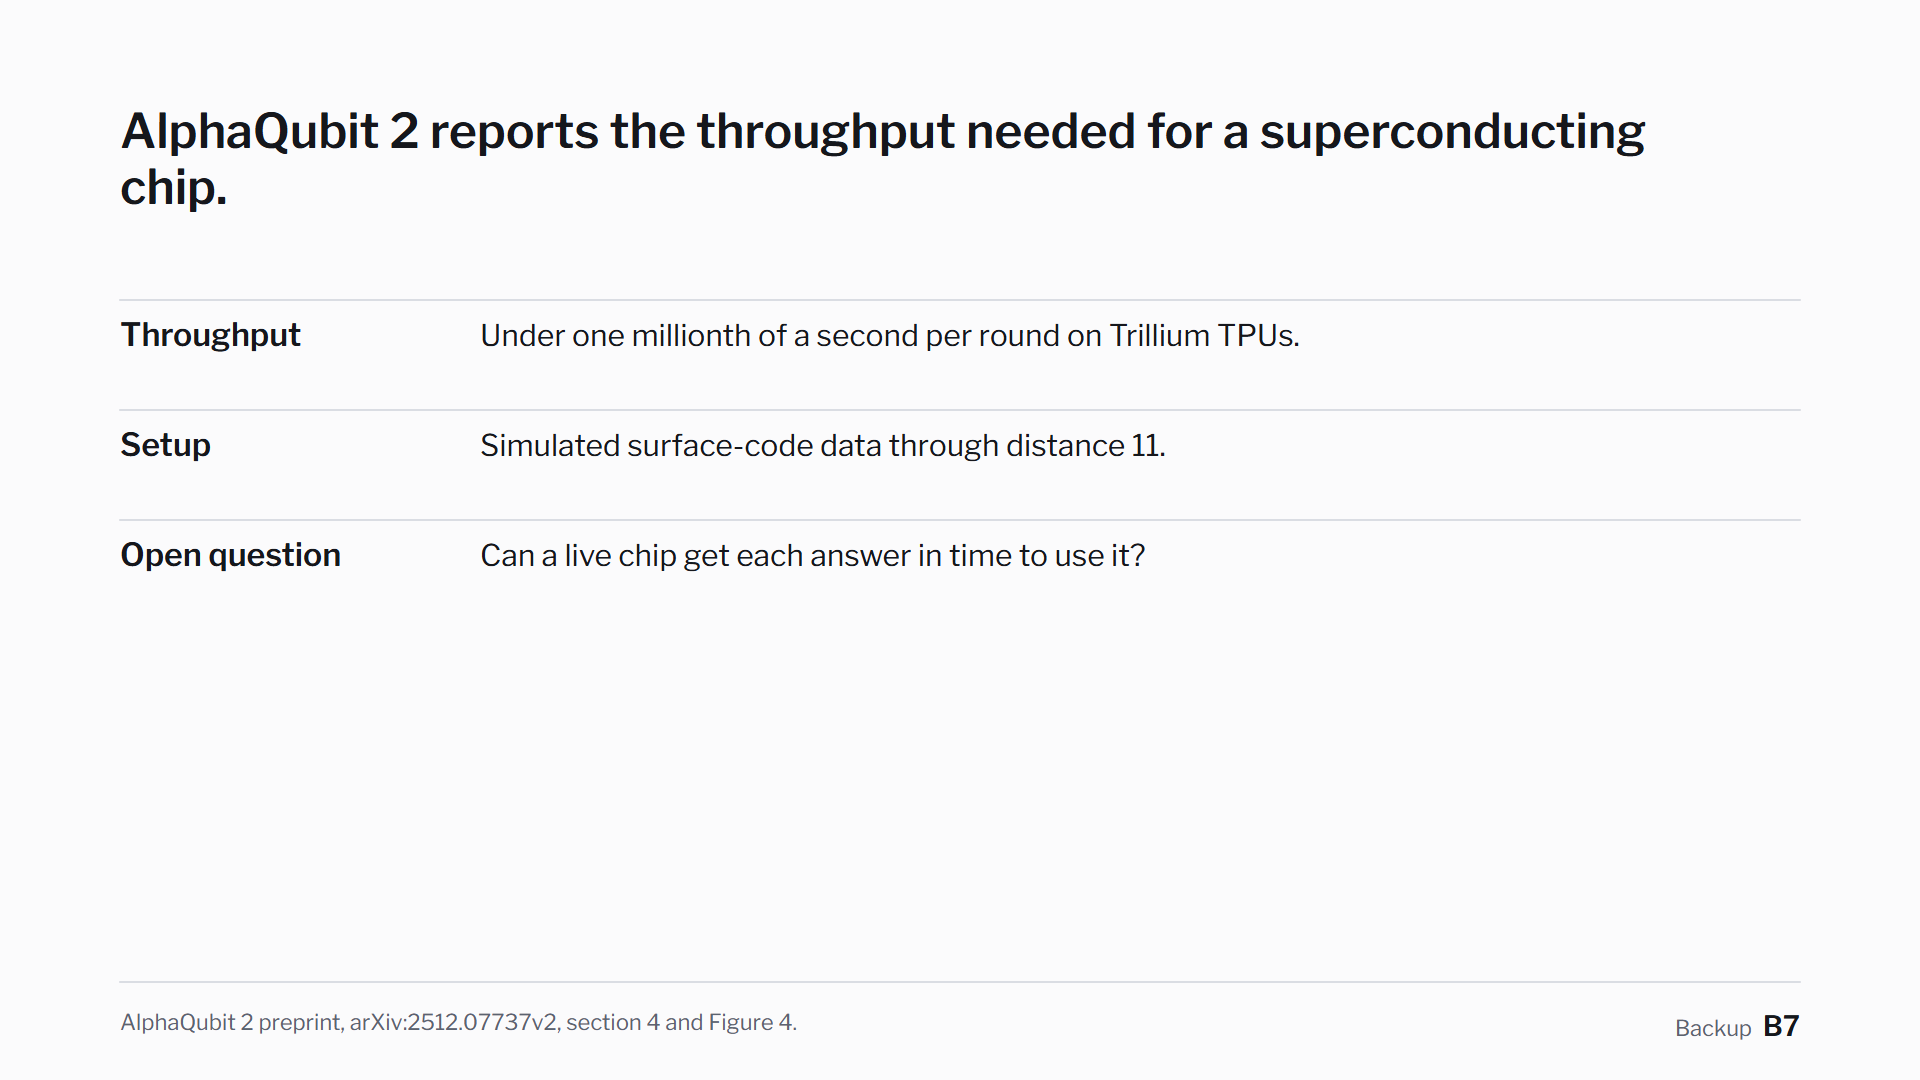 AlphaQubit 2 reports the throughput needed for a superconducting
chip.
Throughput
Under one millionth of a second per round on Trillium TPUs.
Setup
Simulated surface-code data through distance 11.
Open question
Can a live chip get each answer in time to use it?
AlphaQubit 2 preprint, arXiv:2512.07737v2, section 4 and Figure 4.
Backup B7